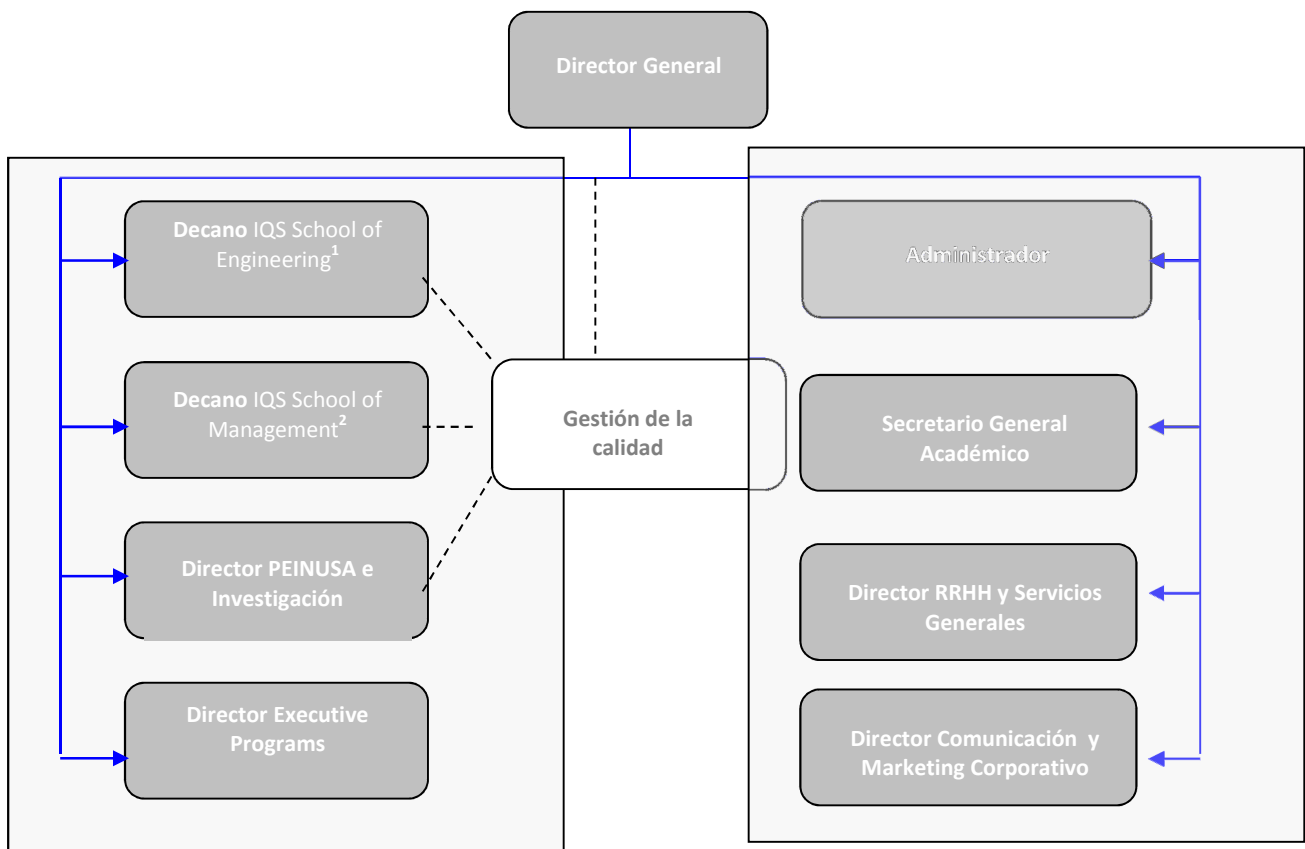 Director General
Decano IQS School of
Engineering¹
Decano IQS School of
Management²
Director PEINUSA e
Investigación
Director Executive
Programs
Gestión de la
calidad
Administrador
Secretario General
Académico
Director RRHH y Servicios
Generales
Director Comunicación y
Marketing Corporativo